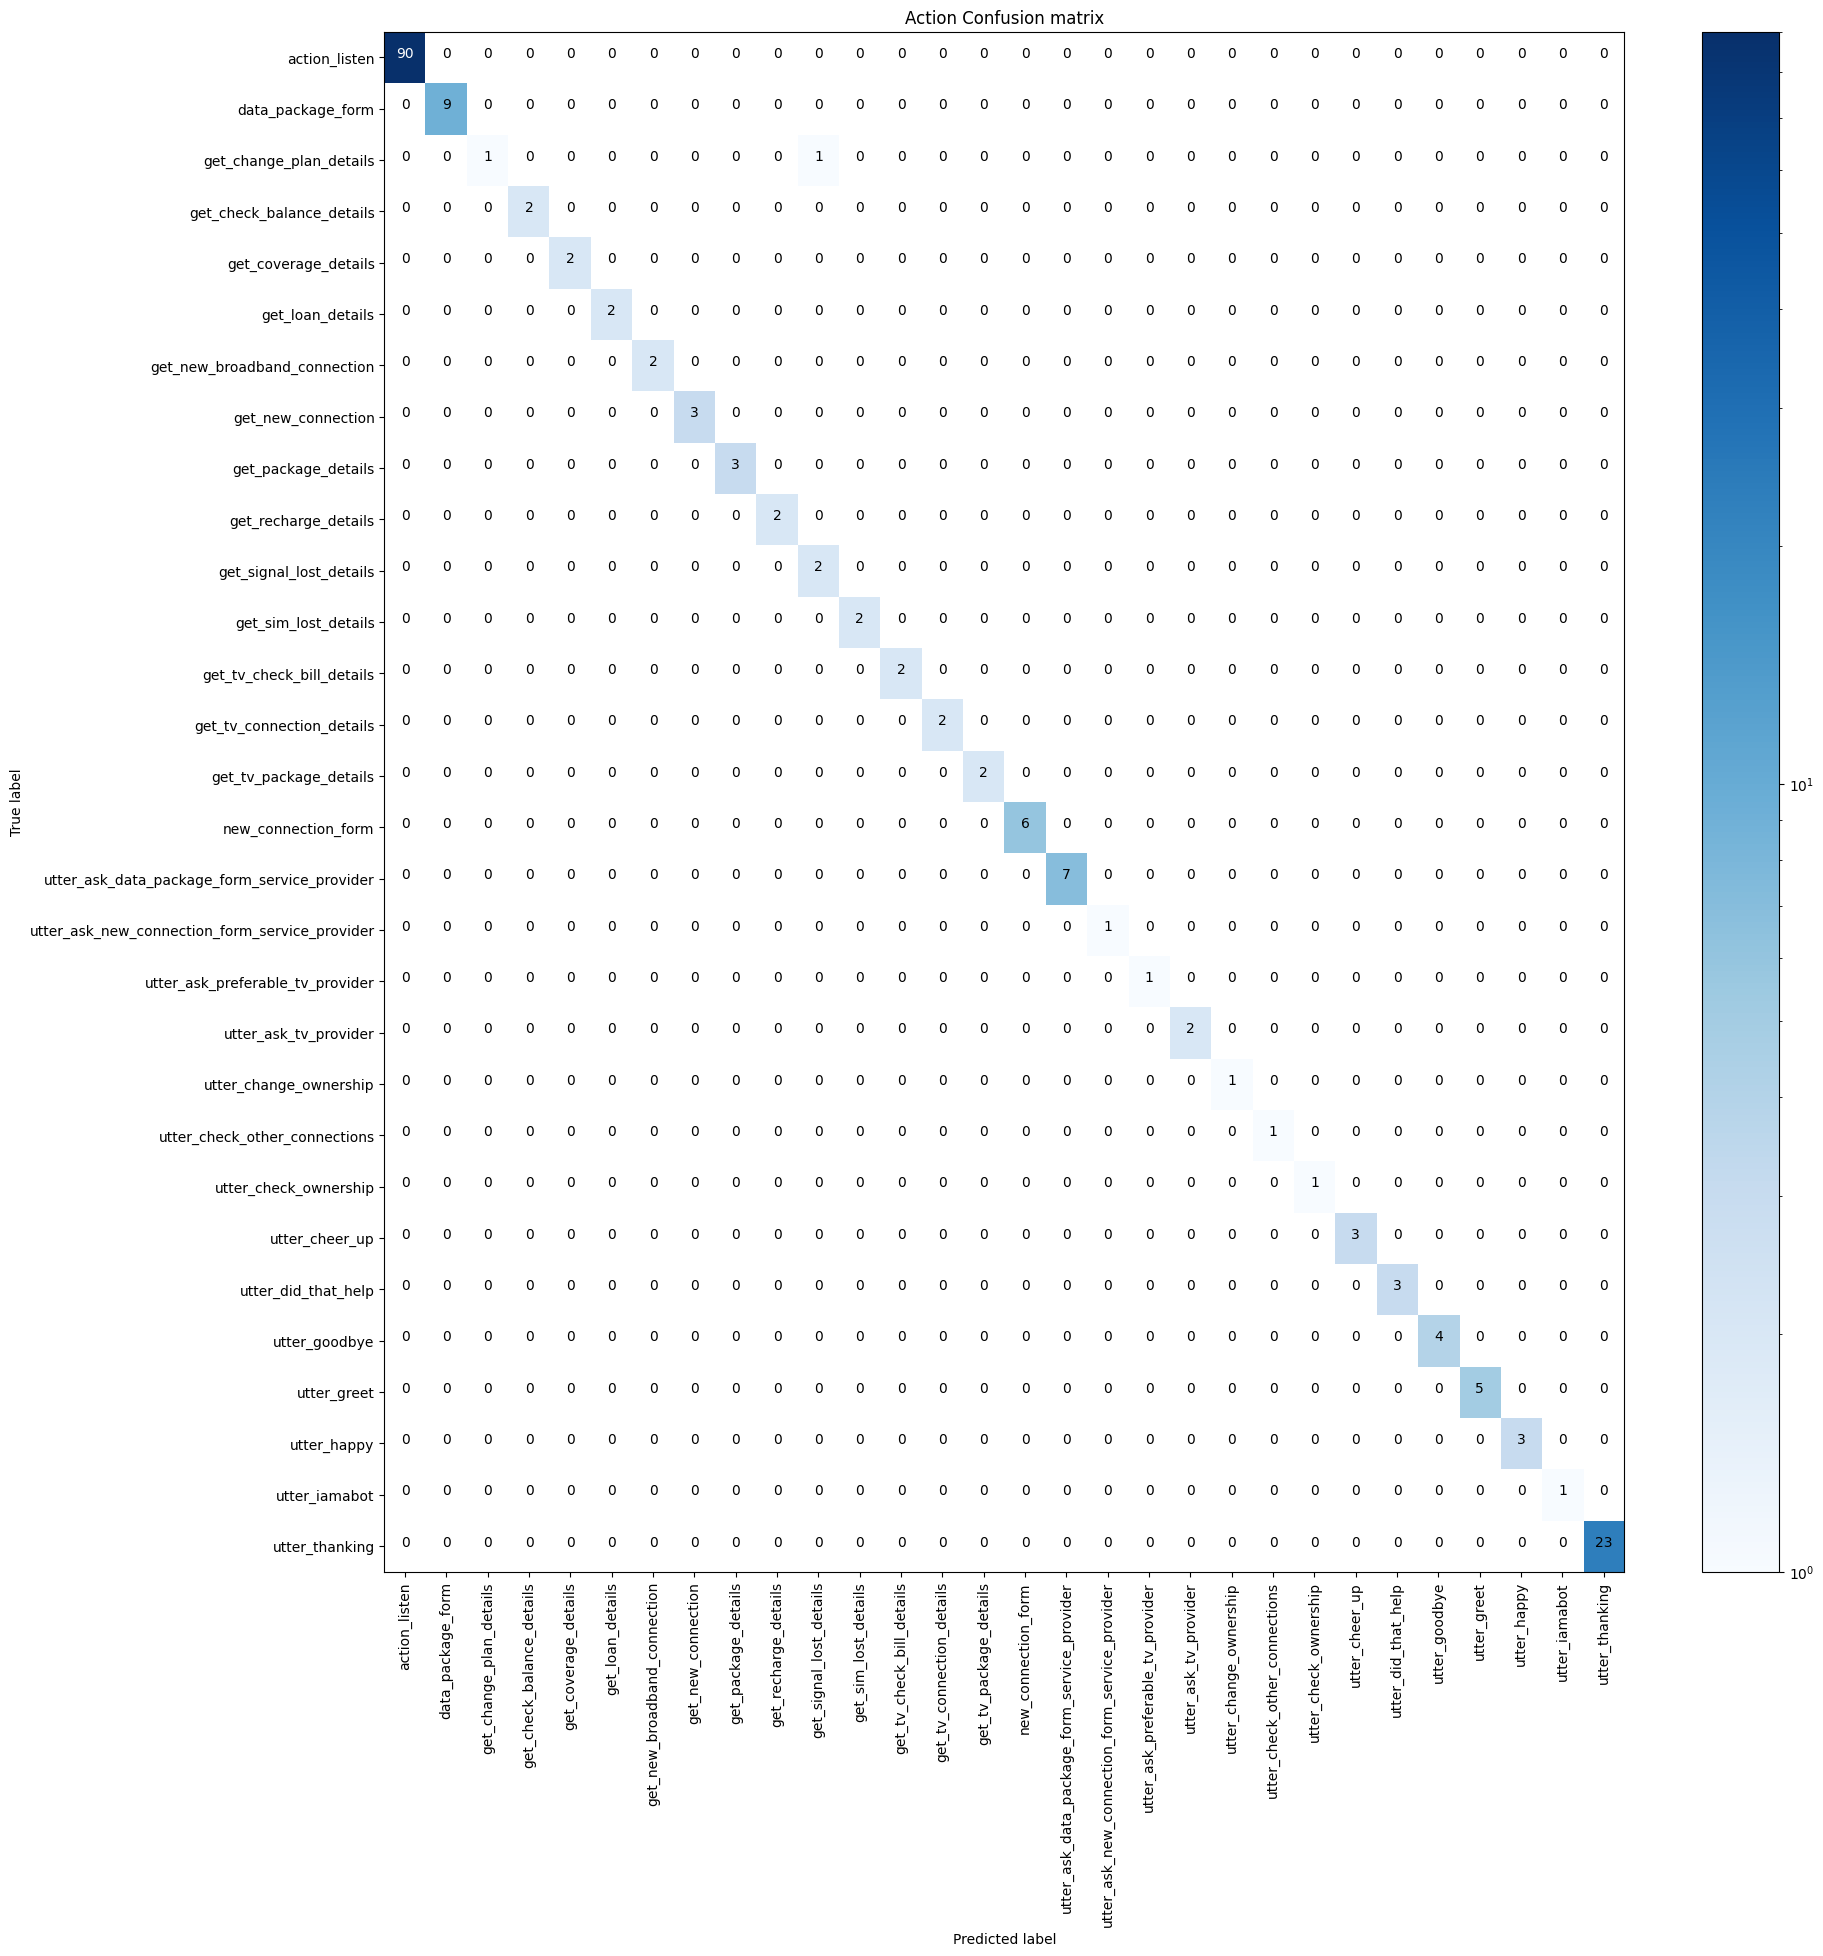 Action Confusion matrix
action_listen 90 0 0 0 0 0 0 0 0 0 0 0 0 0 0 0 0 0 0 0 0 0 0 0 0 0 0 0 0 0
data_package_form 0 9 0 0 0 0 0 0 0 0 0 0 0 0 0 0 0 0 0 0 0 0 0 0 0 0 0 0 0 0
get_change_plan_details 0 0 1 0 0 0 0 0 0 0 1 0 0 0 0 0 0 0 0 0 0 0 0 0 0 0 0 0 0 0
get_check_balance_details 0 0 0 2 0 0 0 0 0 0 0 0 0 0 0 0 0 0 0 0 0 0 0 0 0 0 0 0 0 0
get_coverage_details 0 0 0 0 2 0 0 0 0 0 0 0 0 0 0 0 0 0 0 0 0 0 0 0 0 0 0 0 0 0
get_loan_details 0 0 0 0 0 2 0 0 0 0 0 0 0 0 0 0 0 0 0 0 0 0 0 0 0 0 0 0 0 0
get_new_broadband_connection 0 0 0 0 0 0 2 0 0 0 0 0 0 0 0 0 0 0 0 0 0 0 0 0 0 0 0 0 0 0
get_new_connection 0 0 0 0 0 0 0 3 0 0 0 0 0 0 0 0 0 0 0 0 0 0 0 0 0 0 0 0 0 0
get_package_details 0 0 0 0 0 0 0 0 3 0 0 0 0 0 0 0 0 0 0 0 0 0 0 0 0 0 0 0 0 0
get_recharge_details 0 0 0 0 0 0 0 0 0 2 0 0 0 0 0 0 0 0 0 0 0 0 0 0 0 0 0 0 0 0
get_signal_lost_details 0 0 0 0 0 0 0 0 0 0 2 0 0 0 0 0 0 0 0 0 0 0 0 0 0 0 0 0 0 0
get_sim_lost_details 0 0 0 0 0 0 0 0 0 0 0 2 0 0 0 0 0 0 0 0 0 0 0 0 0 0 0 0 0 0
get_tv_check_bill_details 0 0 0 0 0 0 0 0 0 0 0 0 2 0 0 0 0 0 0 0 0 0 0 0 0 0 0 0 0 0
get_tv_connection_details 0 0 0 0 0 0 0 0 0 0 0 0 0 2 0 0 0 0 0 0 0 0 0 0 0 0 0 0 0 0
get_tv_package_details 0 0 0 0 0 0 0 0 0 0 0 0 0 0 2 0 0 0 0 0 0 0 0 0 0 0 0 0 0 0
new_connection_form 0 0 0 0 0 0 0 0 0 0 0 0 0 0 0 6 0 0 0 0 0 0 0 0 0 0 0 0 0 0
utter_ask_data_package_form_service_provider 0 0 0 0 0 0 0 0 0 0 0 0 0 0 0 0 7 0 0 0 0 0 0 0 0 0 0 0 0 0
utter_ask_new_connection_form_service_provider 0 0 0 0 0 0 0 0 0 0 0 0 0 0 0 0 0 1 0 0 0 0 0 0 0 0 0 0 0 0
utter_ask_preferable_tv_provider 0 0 0 0 0 0 0 0 0 0 0 0 0 0 0 0 0 0 1 0 0 0 0 0 0 0 0 0 0 0
utter_ask_tv_provider 0 0 0 0 0 0 0 0 0 0 0 0 0 0 0 0 0 0 0 2 0 0 0 0 0 0 0 0 0 0
utter_change_ownership 0 0 0 0 0 0 0 0 0 0 0 0 0 0 0 0 0 0 0 0 1 0 0 0 0 0 0 0 0 0
utter_check_other_connections 0 0 0 0 0 0 0 0 0 0 0 0 0 0 0 0 0 0 0 0 0 1 0 0 0 0 0 0 0 0
utter_check_ownership 0 0 0 0 0 0 0 0 0 0 0 0 0 0 0 0 0 0 0 0 0 0 1 0 0 0 0 0 0 0
utter_cheer_up 0 0 0 0 0 0 0 0 0 0 0 0 0 0 0 0 0 0 0 0 0 0 0 3 0 0 0 0 0 0
utter_did_that_help 0 0 0 0 0 0 0 0 0 0 0 0 0 0 0 0 0 0 0 0 0 0 0 0 3 0 0 0 0 0
utter_goodbye 0 0 0 0 0 0 0 0 0 0 0 0 0 0 0 0 0 0 0 0 0 0 0 0 0 4 0 0 0 0
utter_greet 0 0 0 0 0 0 0 0 0 0 0 0 0 0 0 0 0 0 0 0 0 0 0 0 0 0 5 0 0 0
utter_happy 0 0 0 0 0 0 0 0 0 0 0 0 0 0 0 0 0 0 0 0 0 0 0 0 0 0 0 3 0 0
utter_iamabot 0 0 0 0 0 0 0 0 0 0 0 0 0 0 0 0 0 0 0 0 0 0 0 0 0 0 0 0 1 0
utter_thanking 0 0 0 0 0 0 0 0 0 0 0 0 0 0 0 0 0 0 0 0 0 0 0 0 0 0 0 0 0 23
True label
action_listen
data_package_form
get_change_plan_details
get_check_balance_details
get_coverage_details
get_loan_details
get_new_broadband_connection
get_new_connection
get_package_details
get_recharge_details
get_signal_lost_details
get_sim_lost_details
get_tv_check_bill_details
get_tv_connection_details
get_tv_package_details
new_connection_form
utter_ask_data_package_form_service_provider
utter_ask_new_connection_form_service_provider
utter_ask_preferable_tv_provider
utter_ask_tv_provider
utter_change_ownership
utter_check_other_connections
utter_check_ownership
utter_cheer_up
utter_did_that_help
utter_goodbye
utter_greet
utter_happy
utter_iamabot
utter_thanking
Predicted label
10¹
10⁰